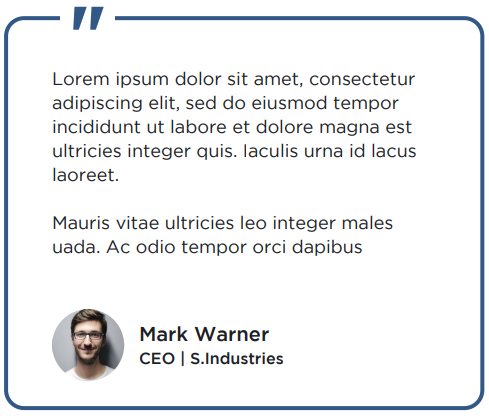 "
Lorem ipsum dolor sit amet, consectetur
adipiscing elit, sed do eiusmod tempor
incididunt ut labore et dolore magna est
ultricies integer quis. Iaculis urna id lacus
laoreet.
Mauris vitae ultricies leo integer males
uada. Ac odio tempor orci dapibus
Mark Warner
CEO | S.Industries